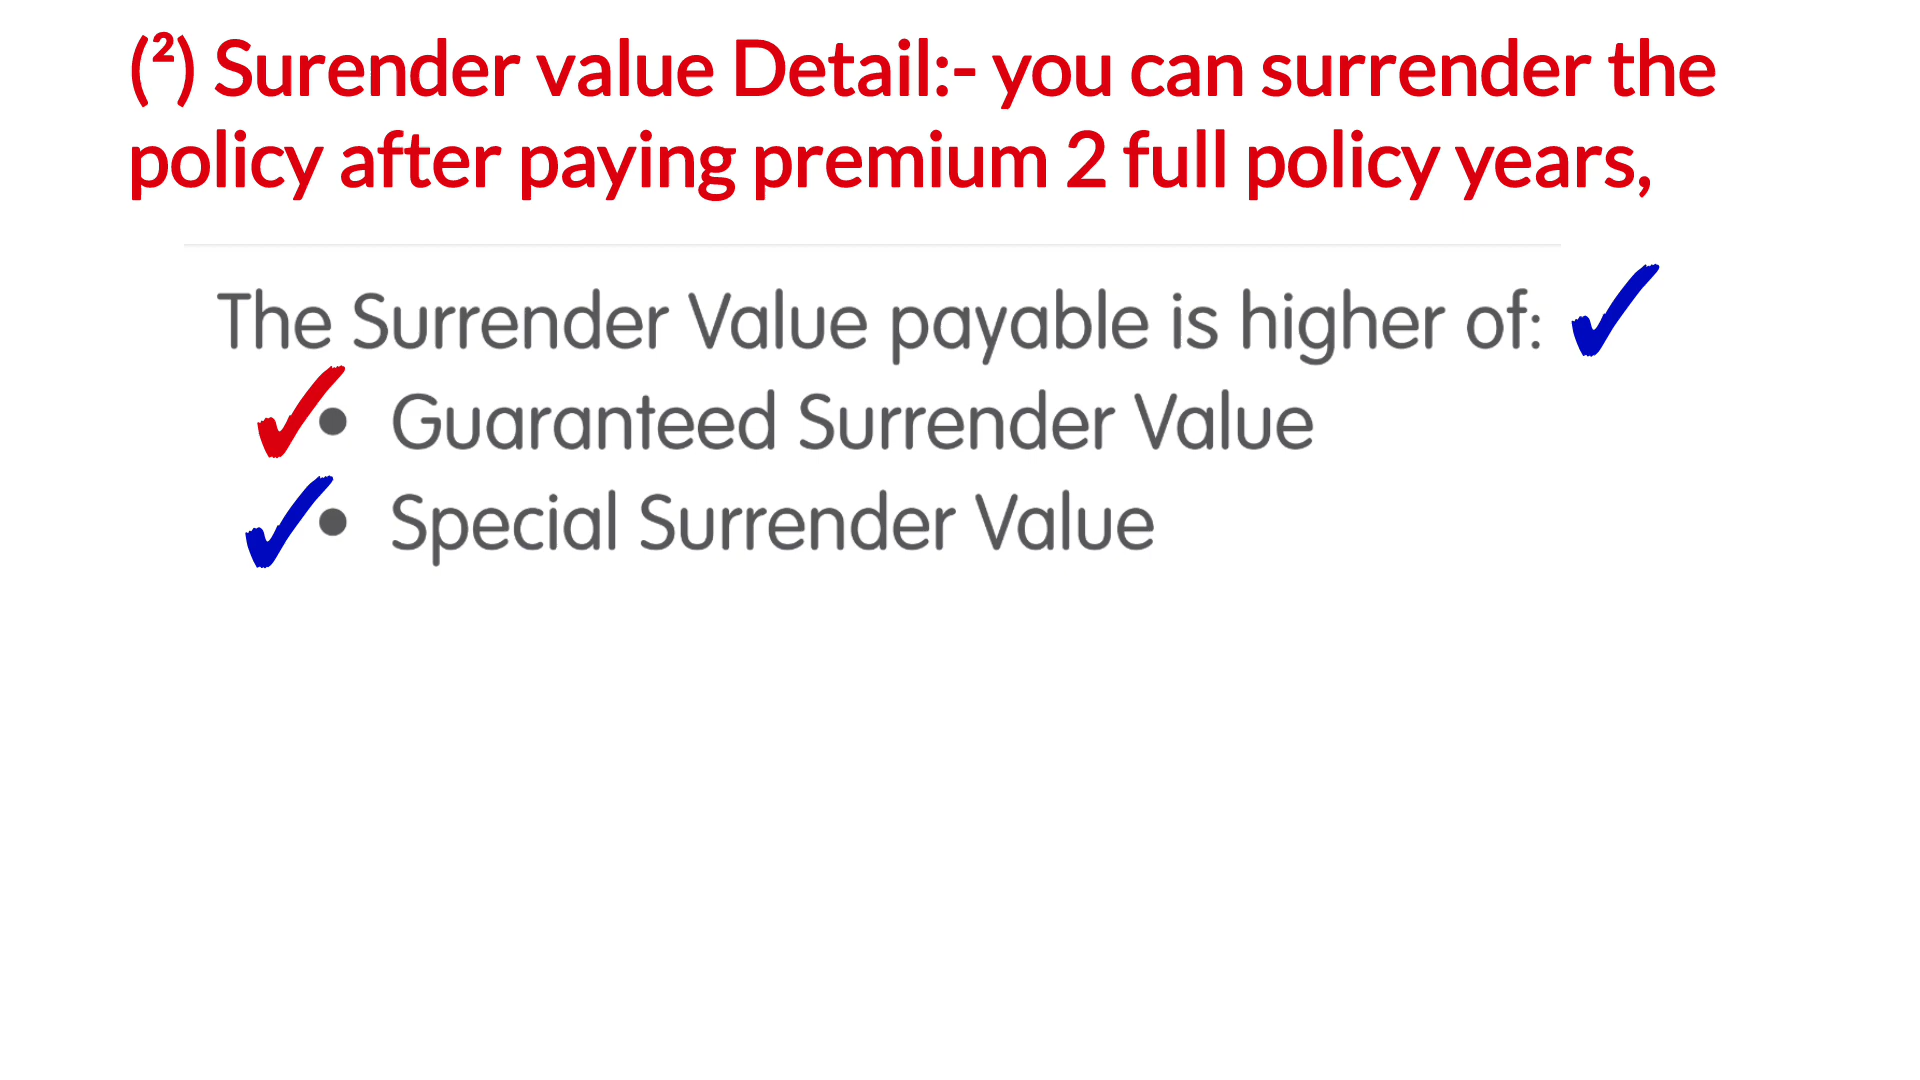 (²) Surender value Detail:- you can surrender the
policy after paying premium 2 full policy years,
The Surrender Value payable is higher of:
• Guaranteed Surrender Value
• Special Surrender Value